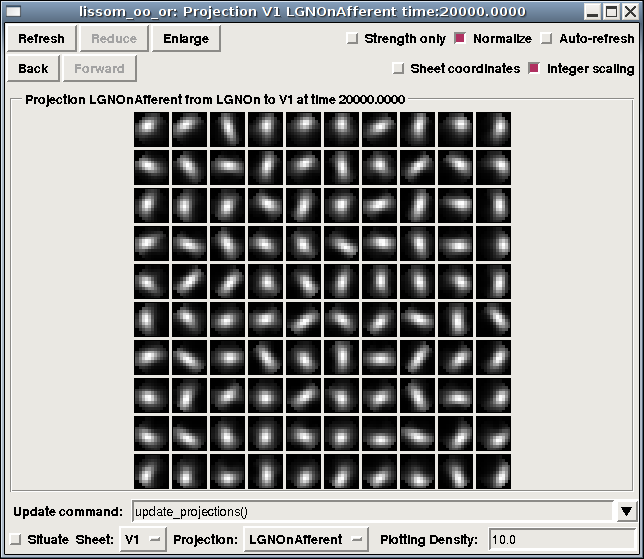 lissom_oo_or: Projection V1 LGNOnAfferent time:20000.0000
Refresh Reduce Enlarge Strength only Normalize Auto-refresh
Back Forward Sheet coordinates Integer scaling
Projection LGNOnAfferent from LGNOn to V1 at time 20000.0000
Update command: update_projections()
Situate Sheet: V1 Projection: LGNOnAfferent Plotting Density: 10.0